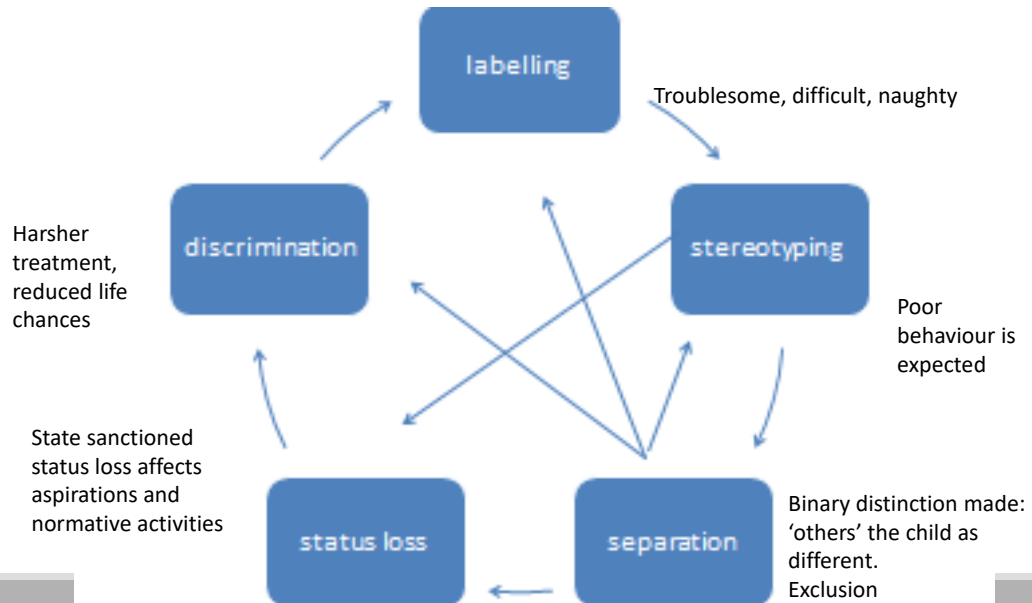 labelling
Troublesome, difficult, naughty
stereotyping
Poor
behaviour is
expected
separation
Binary distinction made:
‘others’ the child as
different.
Exclusion
status loss
State sanctioned
status loss affects
aspirations and
normative activities
discrimination
Harsher
treatment,
reduced life
chances